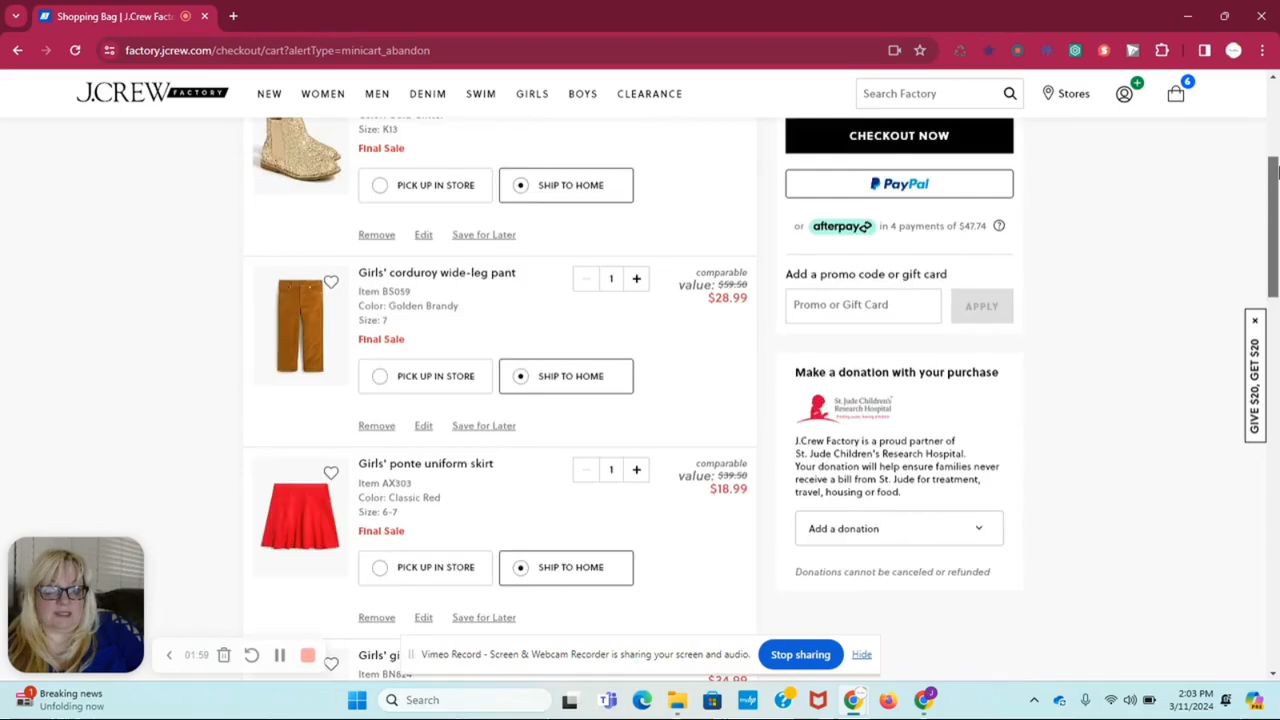 Shopping Bag | J.Crew Facto
factory.jcrew.com/checkout/cart?alertType=minicart_abandon
J.CREW FACTORY
NEW WOMEN MEN DENIM SWIM GIRLS BOYS CLEARANCE
Search Factory
Stores
6
Size: K13
Final Sale
PICK UP IN STORE
SHIP TO HOME
Remove Edit Save for Later
Girls' corduroy wide-leg pant
Item BS059
Color: Golden Brandy
Size: 7
Final Sale
1
comparable
value: $59.50
$28.99
PICK UP IN STORE
SHIP TO HOME
Remove Edit Save for Later
Girls' ponte uniform skirt
Item AX303
Color: Classic Red
Size: 6-7
Final Sale
1
comparable
value: $39.50
$18.99
PICK UP IN STORE
SHIP TO HOME
Remove Edit Save for Later
Girls' gi
CHECKOUT NOW
PayPal
or afterpay in 4 payments of $47.74
Add a promo code or gift card
Promo or Gift Card
APPLY
Make a donation with your purchase
St. Jude Children's
Research Hospital
J.Crew Factory is a proud partner of
St. Jude Children's Research Hospital.
Your donation will help ensure families never
receive a bill from St. Jude for treatment,
travel, housing or food.
Add a donation
Donations cannot be canceled or refunded
GIVE $20, GET $20
01:59
Vimeo Record - Screen & Webcam Recorder is sharing your screen and audio.
Stop sharing
Hide
1
Breaking news
Unfolding now
Search
2:03 PM
3/11/2024